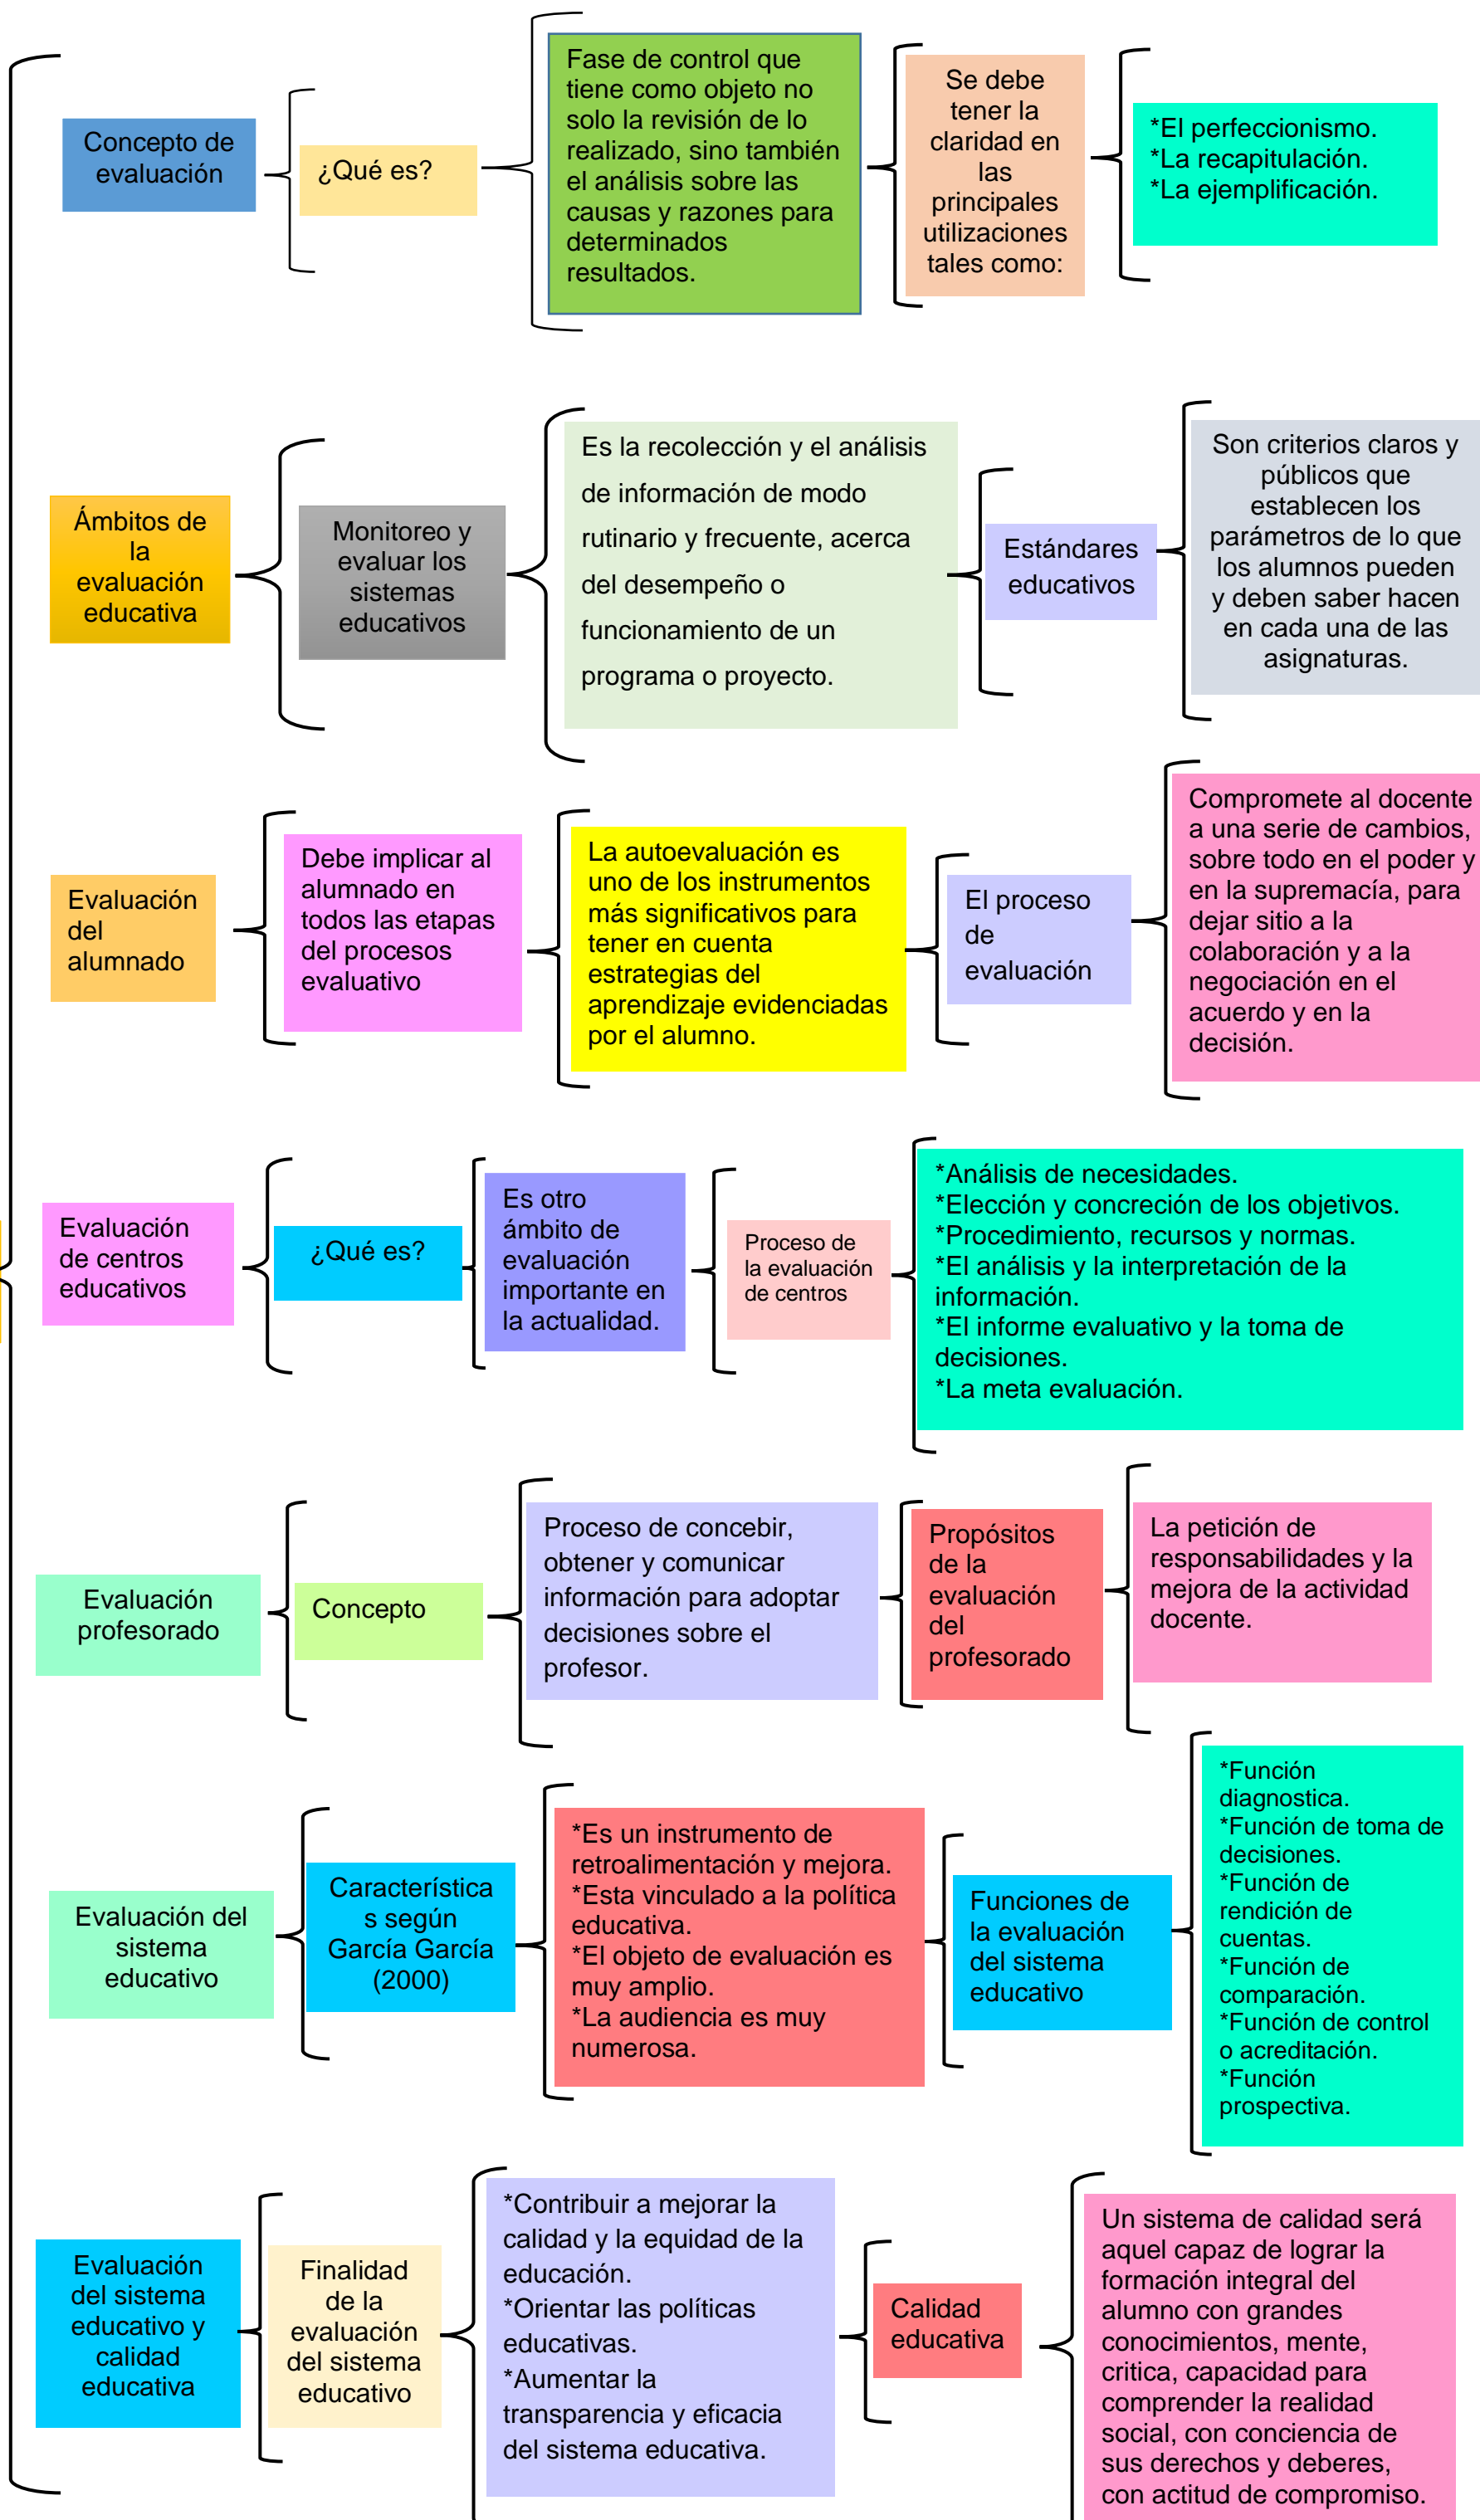 Concepto de
evaluación
¿Qué es?
Fase de control que
tiene como objeto no
solo la revisión de lo
realizado, sino también
el análisis sobre las
causas y razones para
determinados
resultados.
Se debe
tener la
claridad en
las
principales
utilizaciones
tales como:
*El perfeccionismo.
*La recapitulación.
*La ejemplificación.
Ámbitos de
la
evaluación
educativa
Monitoreo y
evaluar los
sistemas
educativos
Es la recolección y el análisis
de información de modo
rutinario y frecuente, acerca
del desempeño o
funcionamiento de un
programa o proyecto.
Estándares
educativos
Son criterios claros y
públicos que
establecen los
parámetros de lo que
los alumnos pueden
y deben saber hacen
en cada una de las
asignaturas.
Evaluación
del
alumnado
Debe implicar al
alumnado en
todos las etapas
del procesos
evaluativo
La autoevaluación es
uno de los instrumentos
más significativos para
tener en cuenta
estrategias del
aprendizaje evidenciadas
por el alumno.
El proceso
de
evaluación
Compromete al docente
a una serie de cambios,
sobre todo en el poder y
en la supremacía, para
dejar sitio a la
colaboración y a la
negociación en el
acuerdo y en la
decisión.
Evaluación
de centros
educativos
¿Qué es?
Es otro
ámbito de
evaluación
importante en
la actualidad.
Proceso de
la evaluación
de centros
*Análisis de necesidades.
*Elección y concreción de los objetivos.
*Procedimiento, recursos y normas.
*El análisis y la interpretación de la
información.
*El informe evaluativo y la toma de
decisiones.
*La meta evaluación.
Evaluación
profesorado
Concepto
Proceso de concebir,
obtener y comunicar
información para adoptar
decisiones sobre el
profesor.
Propósitos
de la
evaluación
del
profesorado
La petición de
responsabilidades y la
mejora de la actividad
docente.
Evaluación del
sistema
educativo
Característica
s según
García García
(2000)
*Es un instrumento de
retroalimentación y mejora.
*Esta vinculado a la política
educativa.
*El objeto de evaluación es
muy amplio.
*La audiencia es muy
numerosa.
Funciones de
la evaluación
del sistema
educativo
*Función
diagnostica.
*Función de toma de
decisiones.
*Función de
rendición de
cuentas.
*Función de
comparación.
*Función de control
o acreditación.
*Función
prospectiva.
Evaluación
del sistema
educativo y
calidad
educativa
Finalidad
de la
evaluación
del sistema
educativo
*Contribuir a mejorar la
calidad y la equidad de la
educación.
*Orientar las políticas
educativas.
*Aumentar la
transparencia y eficacia
del sistema educativa.
Calidad
educativa
Un sistema de calidad será
aquel capaz de lograr la
formación integral del
alumno con grandes
conocimientos, mente,
critica, capacidad para
comprender la realidad
social, con conciencia de
sus derechos y deberes,
con actitud de compromiso.